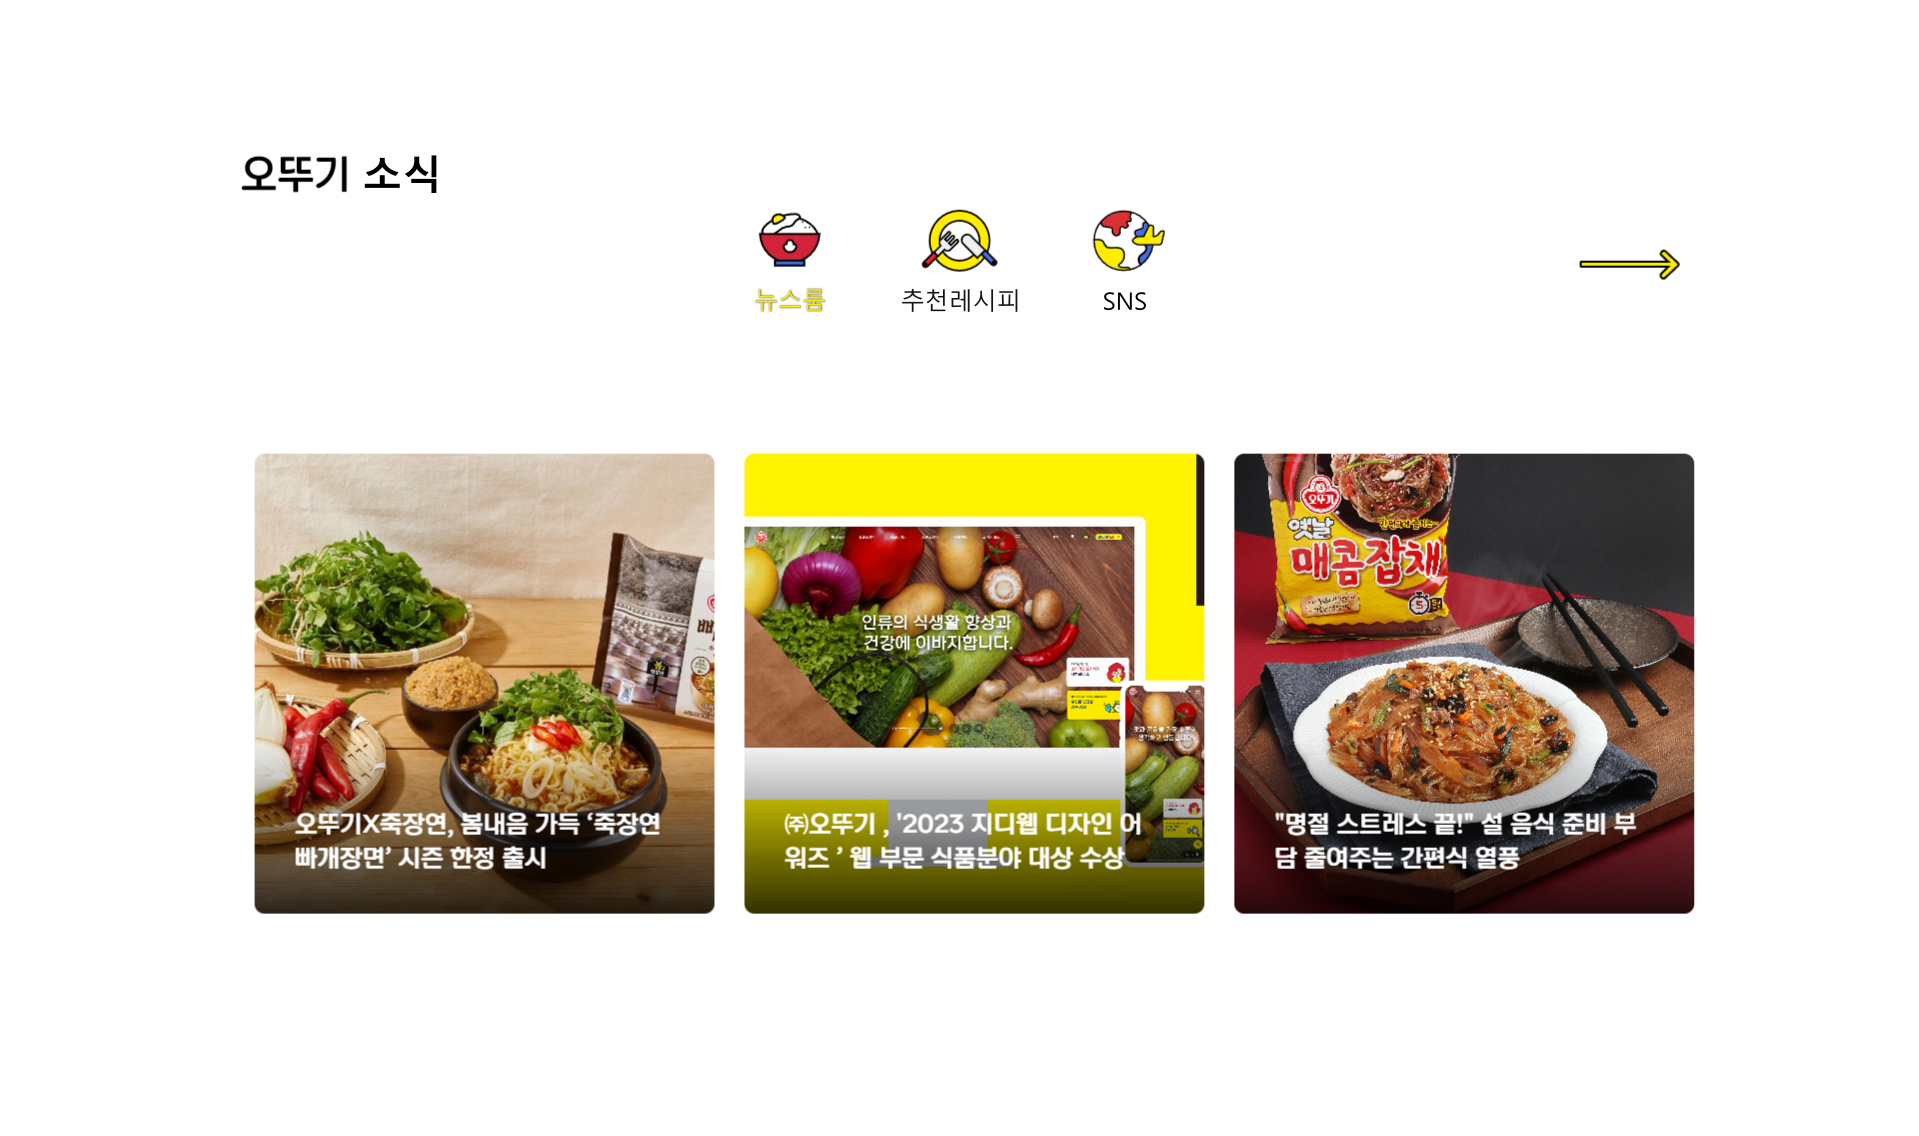 오뚜기 소식
뉴스룸
추천레시피
SNS
인류의 식생활 향상과
건강에 이바지합니다.
오뚜기
옛날
매콤잡채
오뚜기X죽장연, 봄내음 가득 ‘죽장연
빠개장면’ 시즌 한정 출시
㈜오뚜기 , '2023 지디웹 디자인 어
워즈 ’ 웹 부문 식품분야 대상 수상
"명절 스트레스 끝!" 설 음식 준비 부
담 줄여주는 간편식 열풍